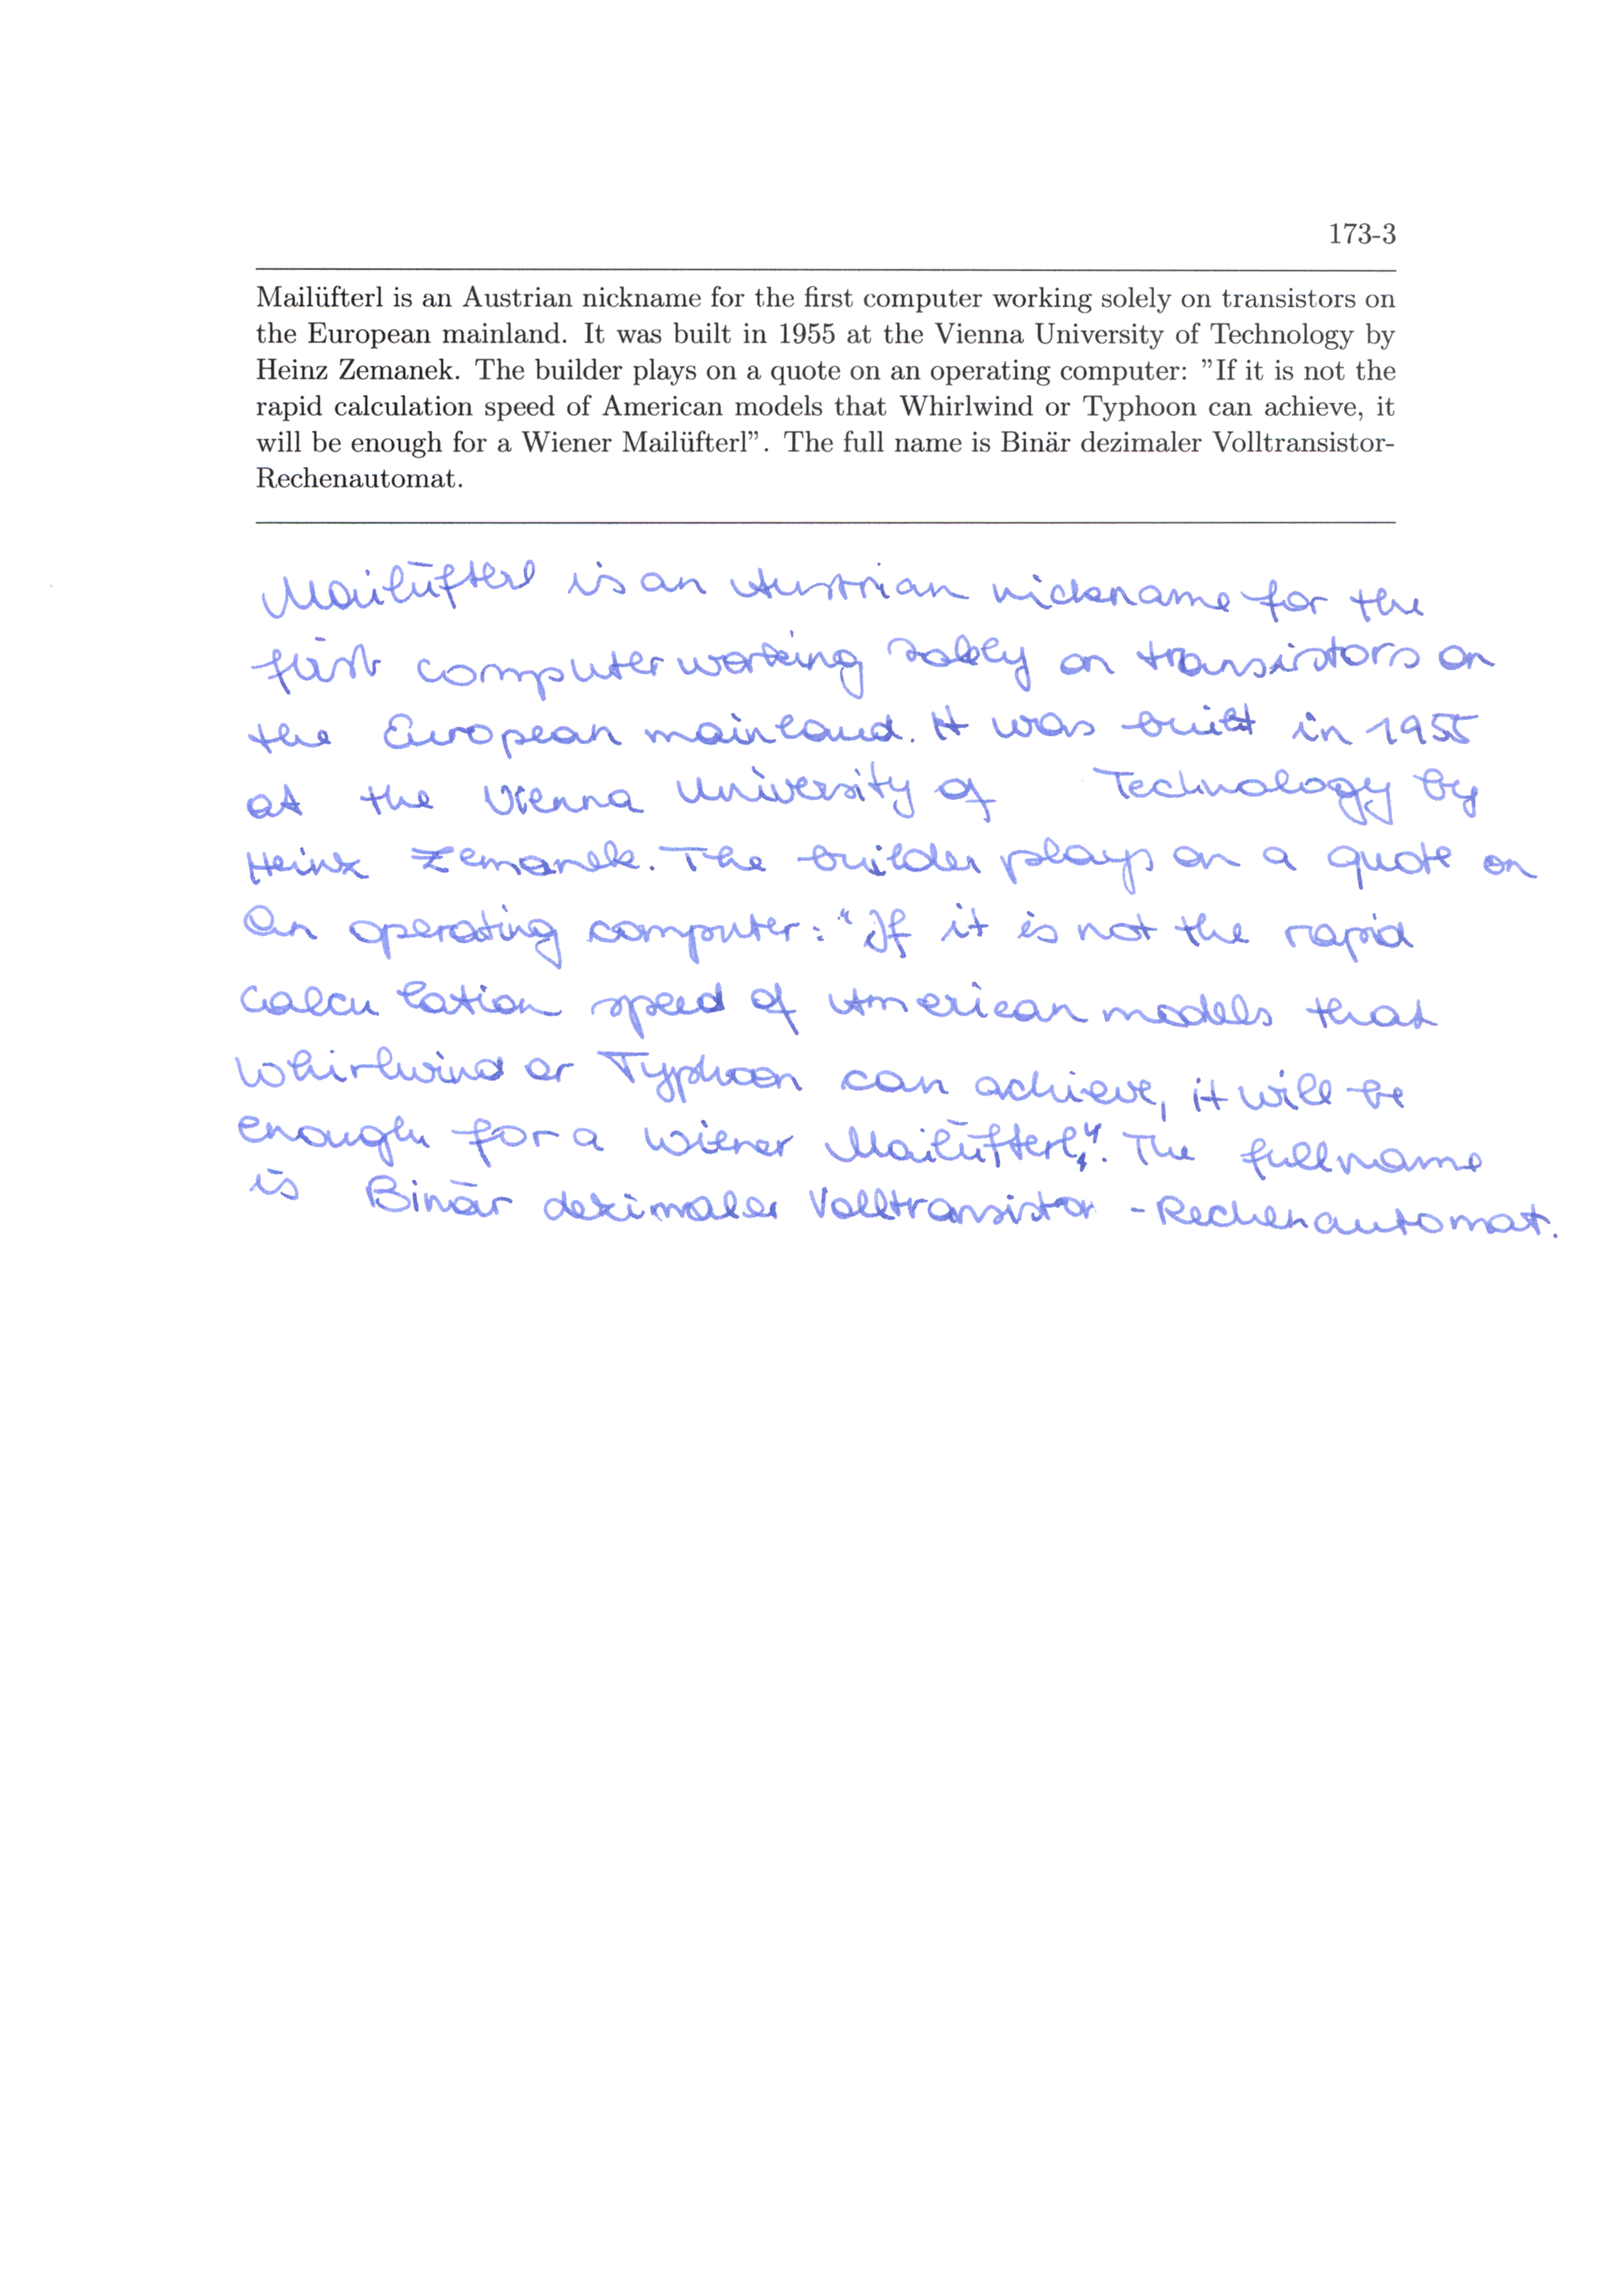 173-3
Mailüfterl is an Austrian nickname for the first computer working solely on transistors on
the European mainland. It was built in 1955 at the Vienna University of Technology by
Heinz Zemanek. The builder plays on a quote on an operating computer: ”If it is not the
rapid calculation speed of American models that Whirlwind or Typhoon can achieve, it
will be enough for a Wiener Mailüfterl”. The full name is Binär dezimaler Volltransistor-
Rechenautomat.
Mailüfterl is an Austrian nickname for the
first computer working solely on transistors on
the European mainland. It was built in 1955
at the Vienna University of Technology by
Heinz Zemanek. The builder plays on a quote on
an operating computer: "If it is not the rapid
calculation speed of American models that
Whirlwind or Typhoon can achieve, it will be
enough for a Wiener Mailüfterl". The full name
is Binär dezimaler Volltransistor-Rechenautomat.